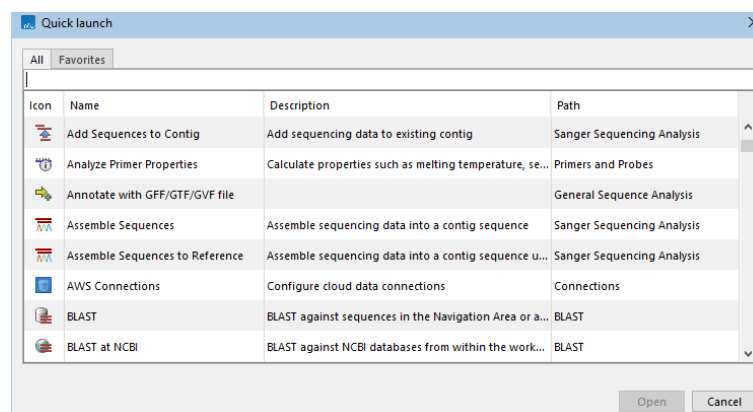 Quick launch
All Favorites
Icon Name Description Path
Add Sequences to Contig Add sequencing data to existing contig Sanger Sequencing Analysis
Analyze Primer Properties Calculate properties such as melting temperature, se... Primers and Probes
Annotate with GFF/GTF/GVF file General Sequence Analysis
Assemble Sequences Assemble sequencing data into a contig sequence Sanger Sequencing Analysis
Assemble Sequences to Reference Assemble sequencing data into a contig sequence u... Sanger Sequencing Analysis
AWS Connections Configure cloud data connections Connections
BLAST BLAST against sequences in the Navigation Area or a... BLAST
BLAST at NCBI BLAST against NCBI databases from within the work... BLAST
Open Cancel